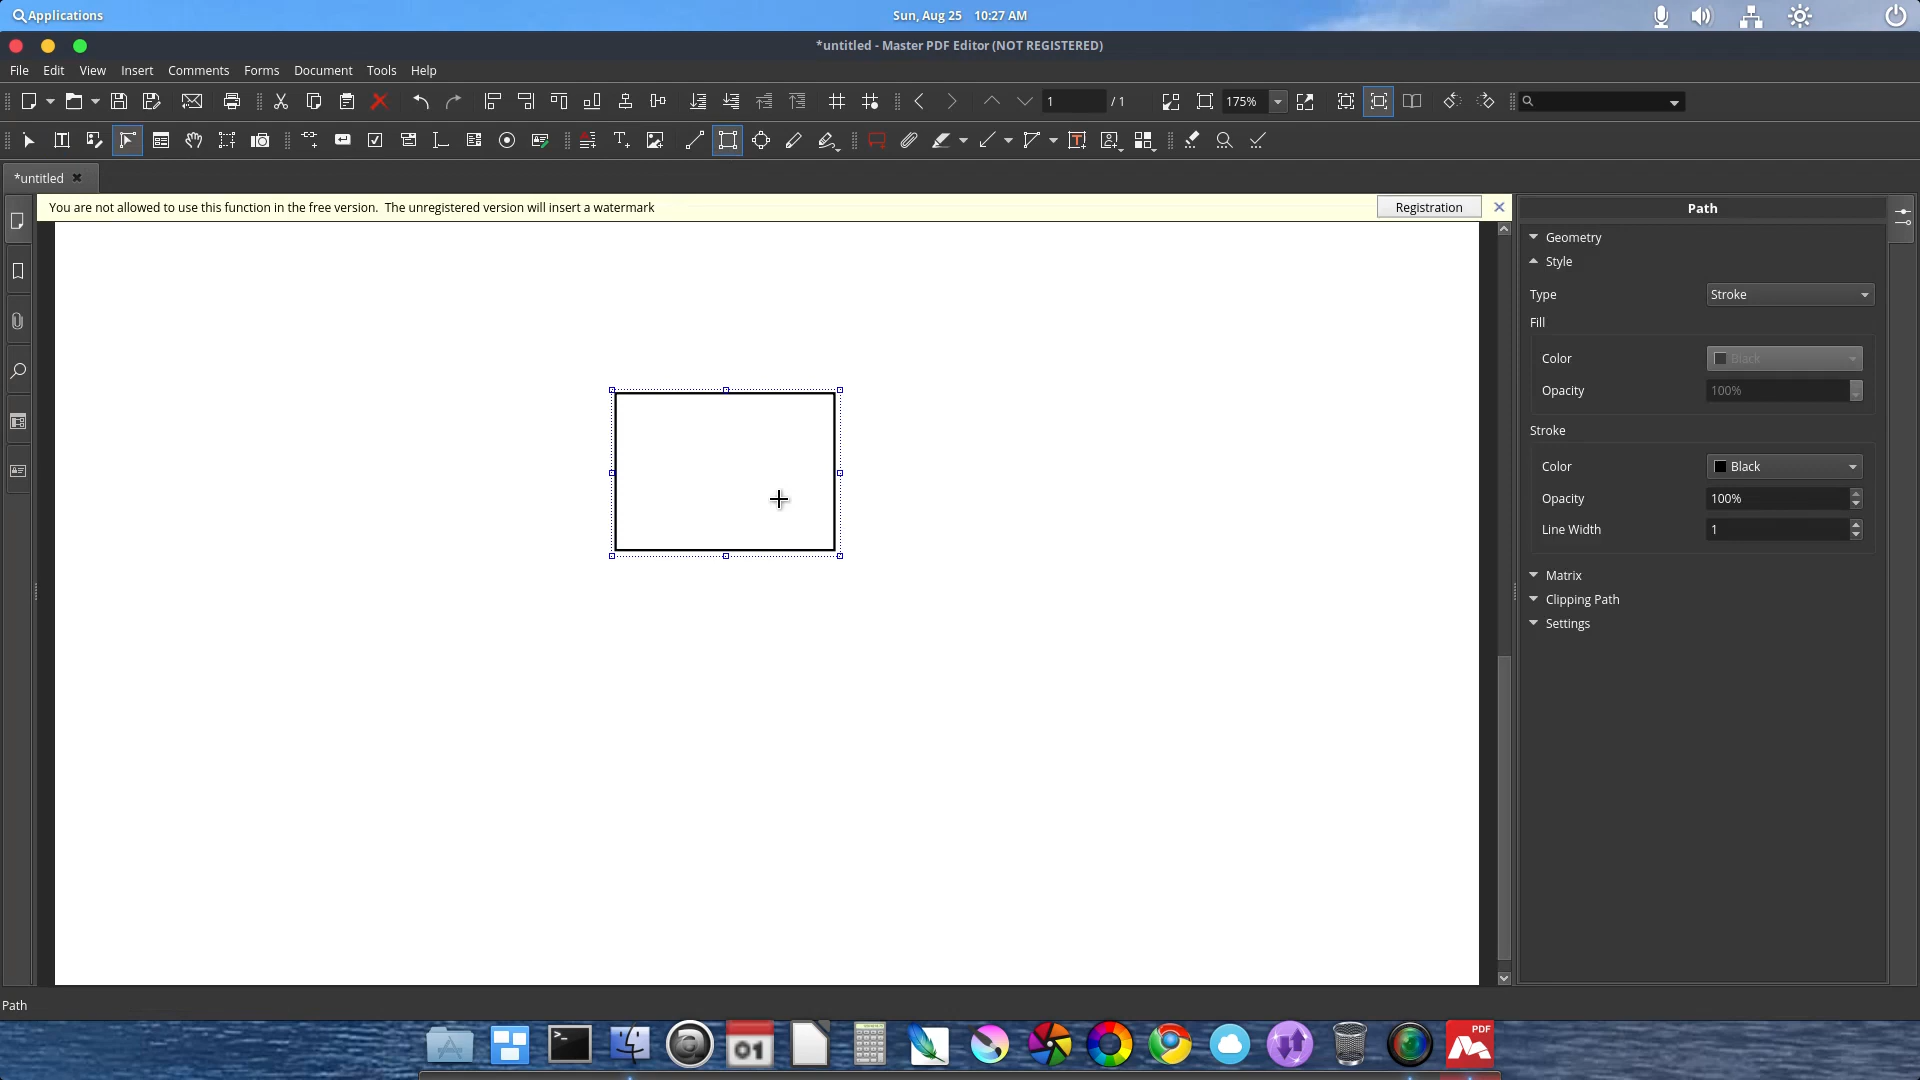 Applications
Sun, Aug 25 10:27 AM
*untitled - Master PDF Editor (NOT REGISTERED)
File Edit View Insert Comments Forms Document Tools Help
1 / 1 175%
*untitled
You are not allowed to use this function in the free version. The unregistered version will insert a watermark
Registration
Path
Geometry
Style
Type Stroke
Fill
Color Black
Opacity 100%
Stroke
Color Black
Opacity 100%
Line Width 1
Matrix
Clipping Path
Settings
Path
01
PDF